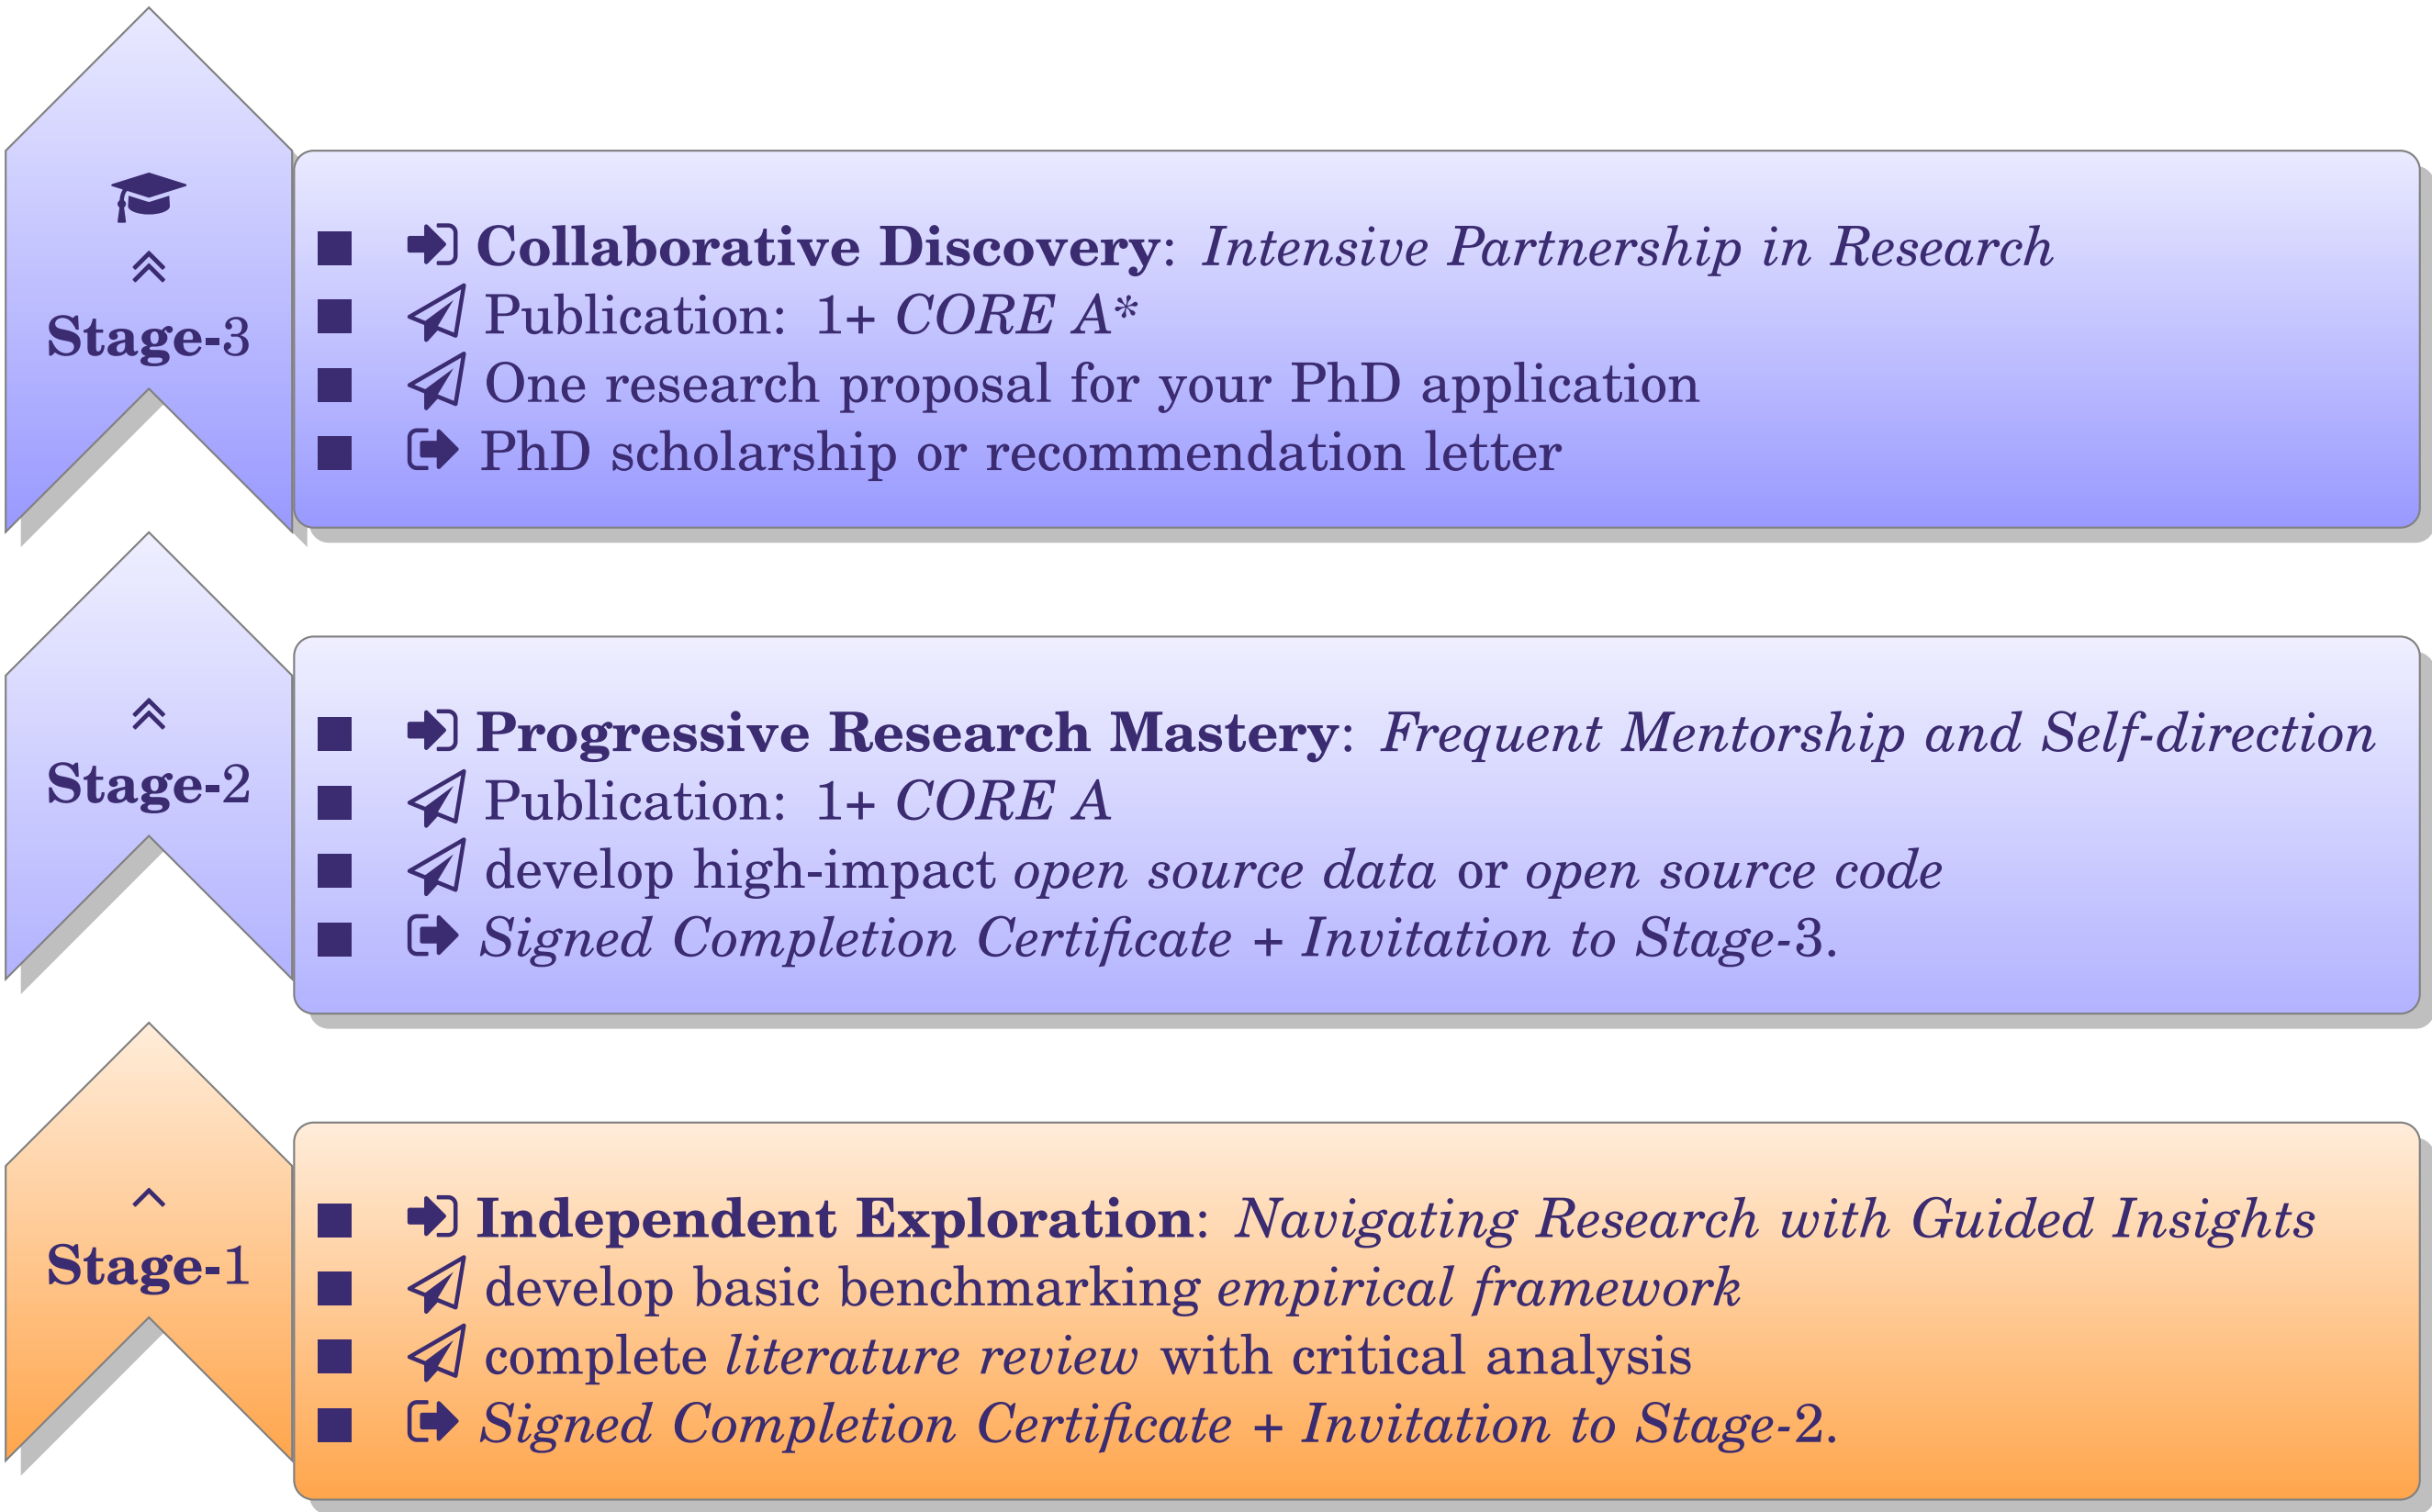 Stage-3
Collaborative Discovery: Intensive Partnership in Research
Publication: 1+ CORE A*
One research proposal for your PhD application
PhD scholarship or recommendation letter
Stage-2
Progressive Research Mastery: Frequent Mentorship and Self-direction
Publication: 1+ CORE A
develop high-impact open source data or open source code
Signed Completion Certificate + Invitation to Stage-3.
Stage-1
Independent Exploration: Navigating Research with Guided Insights
develop basic benchmarking empirical framework
complete literature review with critical analysis
Signed Completion Certificate + Invitation to Stage-2.